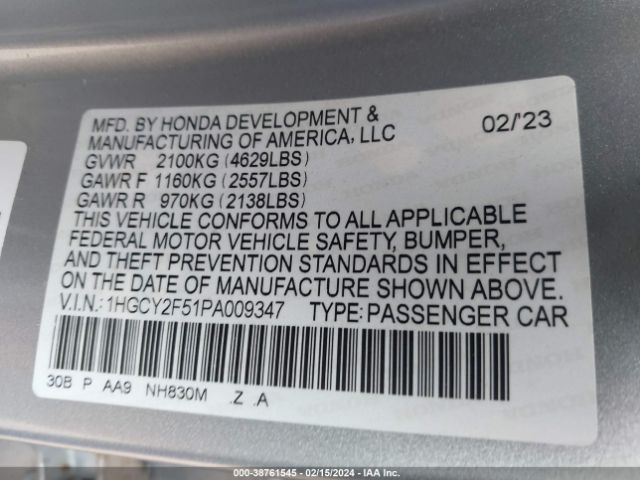 MFD. BY HONDA DEVELOPMENT &
MANUFACTURING OF AMERICA, LLC 02/'23
GVWR 2100KG (4629LBS)
GAWR F 1160KG (2557LBS)
GAWR R 970KG (2138LBS)
THIS VEHICLE CONFORMS TO ALL APPLICABLE
FEDERAL MOTOR VEHICLE SAFETY, BUMPER,
AND THEFT PREVENTION STANDARDS IN EFFECT
ON THE DATE OF MANUFACTURE SHOWN ABOVE.
V.I.N.: 1HGCY2F51PA009347 TYPE: PASSENGER CAR
30B P AA9 NH830M .Z .A
000-38761545 - 02/15/2024 - IAA Inc.